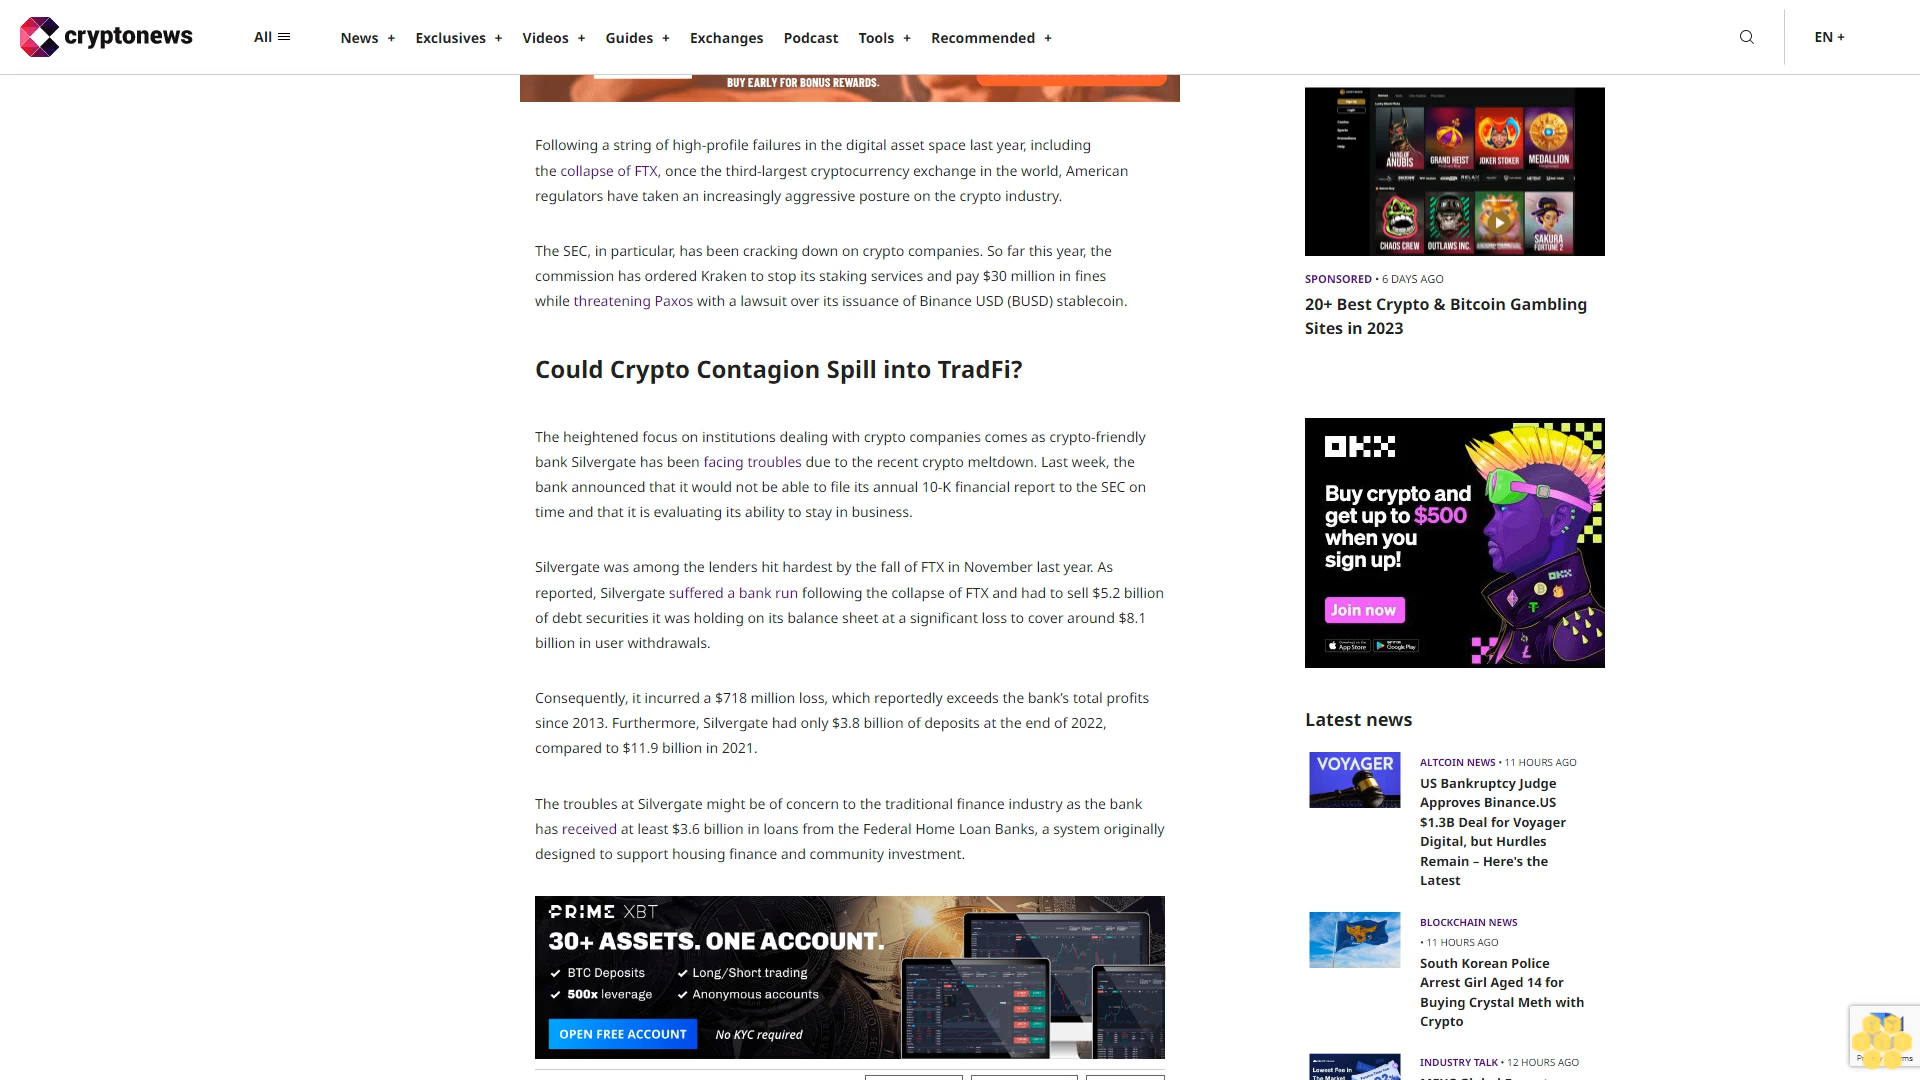 cryptonews
All
News +
Exclusives +
Videos +
Guides +
Exchanges
Podcast
Tools +
Recommended +
EN +
BUY EARLY FOR BONUS REWARDS.
Following a string of high-profile failures in the digital asset space last year, including
the collapse of FTX, once the third-largest cryptocurrency exchange in the world, American
regulators have taken an increasingly aggressive posture on the crypto industry.
The SEC, in particular, has been cracking down on crypto companies. So far this year, the
commission has ordered Kraken to stop its staking services and pay $30 million in fines
while threatening Paxos with a lawsuit over its issuance of Binance USD (BUSD) stablecoin.
Could Crypto Contagion Spill into TradFi?
The heightened focus on institutions dealing with crypto companies comes as crypto-friendly
bank Silvergate has been facing troubles due to the recent crypto meltdown. Last week, the
bank announced that it would not be able to file its annual 10-K financial report to the SEC on
time and that it is evaluating its ability to stay in business.
Silvergate was among the lenders hit hardest by the fall of FTX in November last year. As
reported, Silvergate suffered a bank run following the collapse of FTX and had to sell $5.2 billion
of debt securities it was holding on its balance sheet at a significant loss to cover around $8.1
billion in user withdrawals.
Consequently, it incurred a $718 million loss, which reportedly exceeds the bank's total profits
since 2013. Furthermore, Silvergate had only $3.8 billion of deposits at the end of 2022,
compared to $11.9 billion in 2021.
The troubles at Silvergate might be of concern to the traditional finance industry as the bank
has received at least $3.6 billion in loans from the Federal Home Loan Banks, a system originally
designed to support housing finance and community investment.
PRIME XBT
30+ ASSETS. ONE ACCOUNT.
BTC Deposits
Long/Short trading
500x leverage
Anonymous accounts
OPEN FREE ACCOUNT
No KYC required
HAND OF
ANUBIS
GRAND HEIST
JOKER STOKER
MEDALLION
CHAOS CREW
OUTLAWS INC.
SAKURA
FORTUNE 2
SPONSORED • 6 DAYS AGO
20+ Best Crypto & Bitcoin Gambling
Sites in 2023
OKX
Buy crypto and
get up to $500
when you
sign up!
Join now
App Store
Google Play
OKX
Latest news
VOYAGER
ALTCOIN NEWS • 11 HOURS AGO
US Bankruptcy Judge
Approves Binance.US
$1.3B Deal for Voyager
Digital, but Hurdles
Remain – Here's the
Latest
BLOCKCHAIN NEWS
• 11 HOURS AGO
South Korean Police
Arrest Girl Aged 14 for
Buying Crystal Meth with
Crypto
Lowest Fee in
The Market
INDUSTRY TALK • 12 HOURS AGO